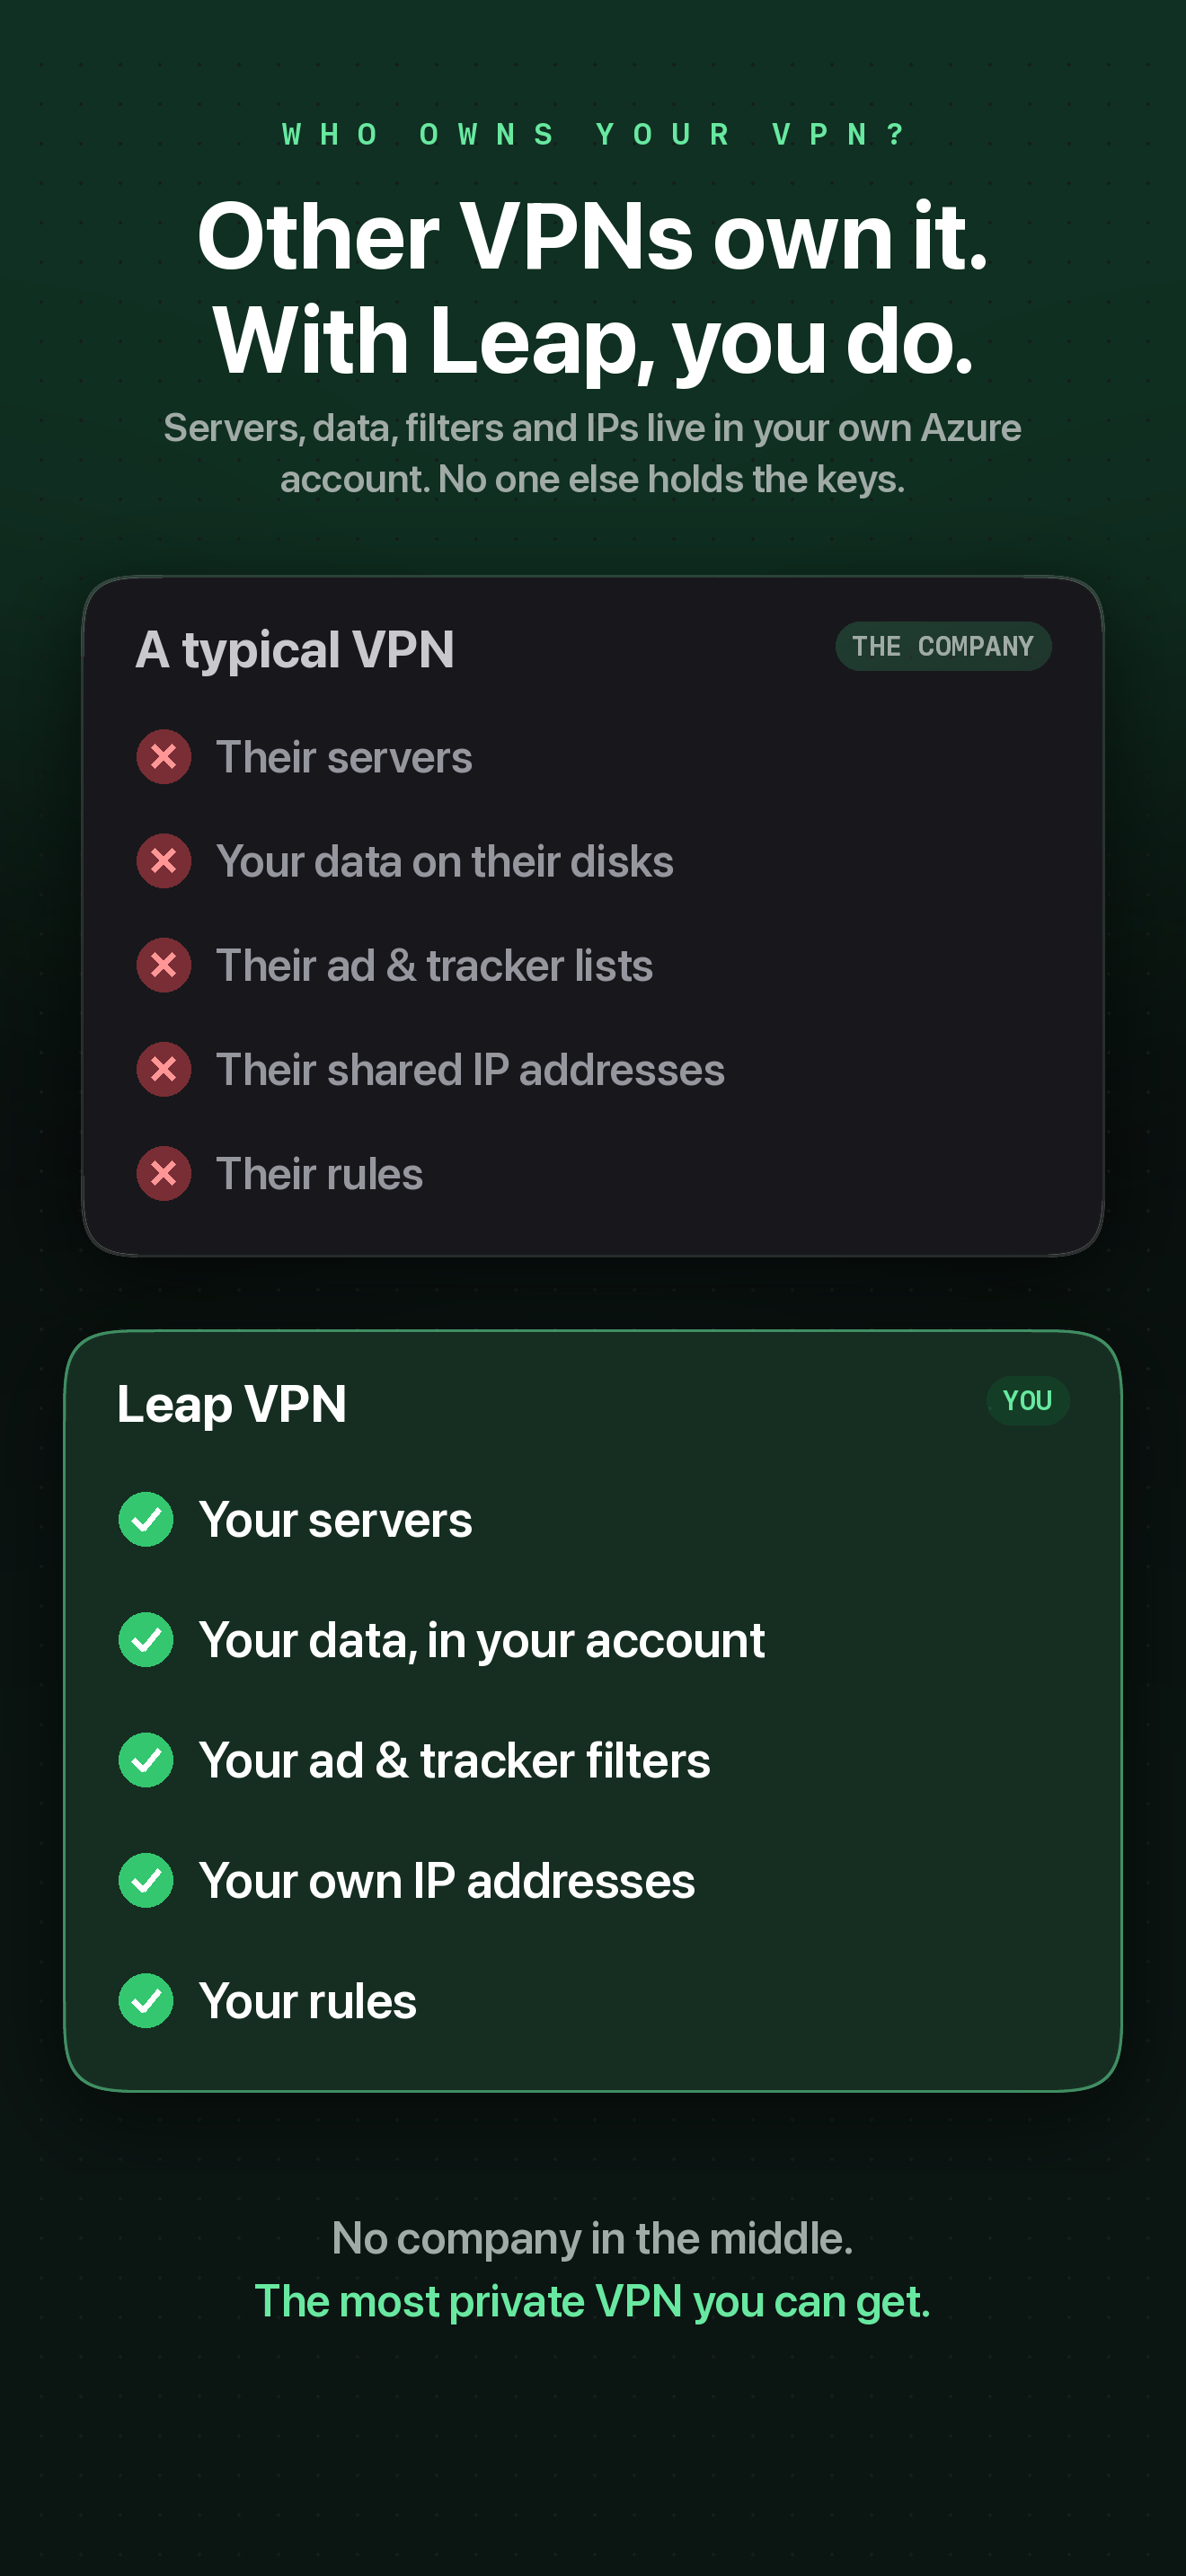 WHO OWNS YOUR VPN?
Other VPNs own it.
With Leap, you do.
Servers, data, filters and IPs live in your own Azure
account. No one else holds the keys.
A typical VPN
THE COMPANY
Their servers
Your data on their disks
Their ad & tracker lists
Their shared IP addresses
Their rules
Leap VPN
YOU
Your servers
Your data, in your account
Your ad & tracker filters
Your own IP addresses
Your rules
No company in the middle.
The most private VPN you can get.